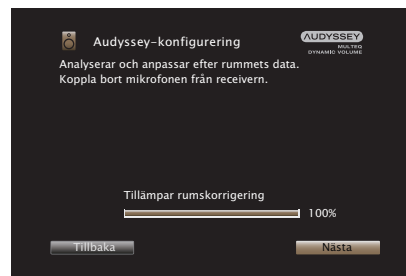 Audyssey-konfigurering
AUDYSSEY
MULTEQ
DYNAMIC VOLUME
Analyserar och anpassar efter rummets data.
Koppla bort mikrofonen från receivern.
Tillämpar rumskorrigering
100%
Tillbaka
Nästa